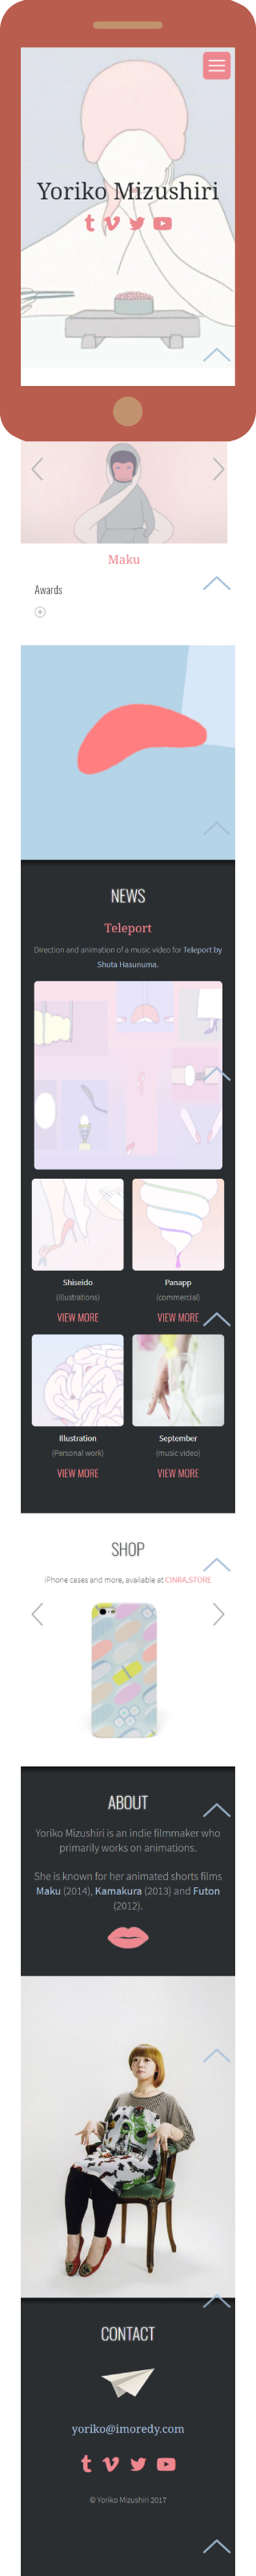 Yoriko Mizushiri
Maku
Awards
NEWS
Teleport
Direction and animation of a music video for Teleport by
Shuta Hasunuma.
Shiseido
(illustrations)
VIEW MORE
Panapp
(commercial)
VIEW MORE
Illustration
(Personal work)
VIEW MORE
September
(music video)
VIEW MORE
SHOP
iPhone cases and more, available at CINRA.STORE
ABOUT
Yoriko Mizushiri is an indie filmmaker who
primarily works on animations.
She is known for her animated shorts films
Maku (2014), Kamakura (2013) and Futon
(2012).
CONTACT
yoriko@imoredy.com
© Yoriko Mizushiri 2017